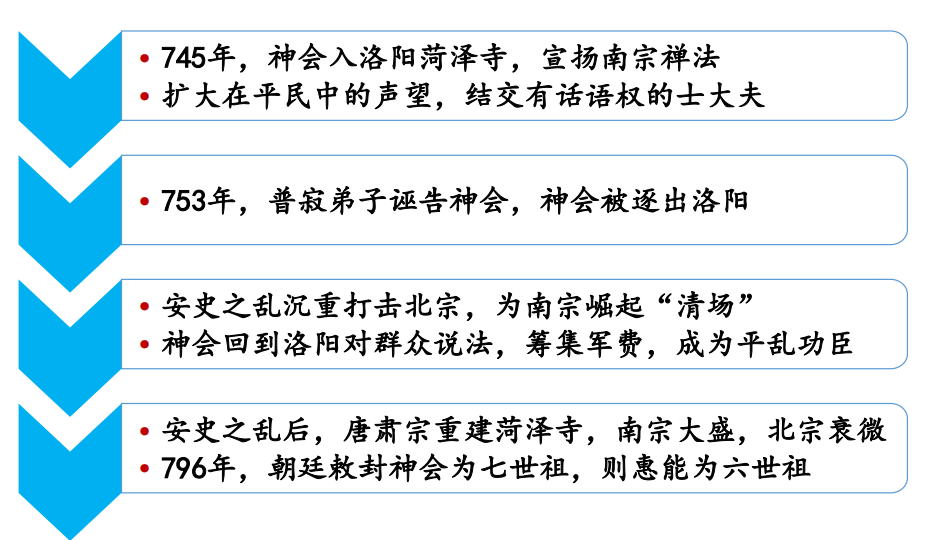 • 745年，神会入洛阳菏泽寺，宣扬南宗禅法
• 扩大在平民中的声望，结交有话语权的士大夫
• 753年，普寂弟子诬告神会，神会被逐出洛阳
• 安史之乱沉重打击北宗，为南宗崛起“清场”
• 神会回到洛阳对群众说法，筹集军费，成为平乱功臣
• 安史之乱后，唐肃宗重建菏泽寺，南宗大盛，北宗衰微
• 796年，朝廷敕封神会为七世祖，则惠能为六世祖